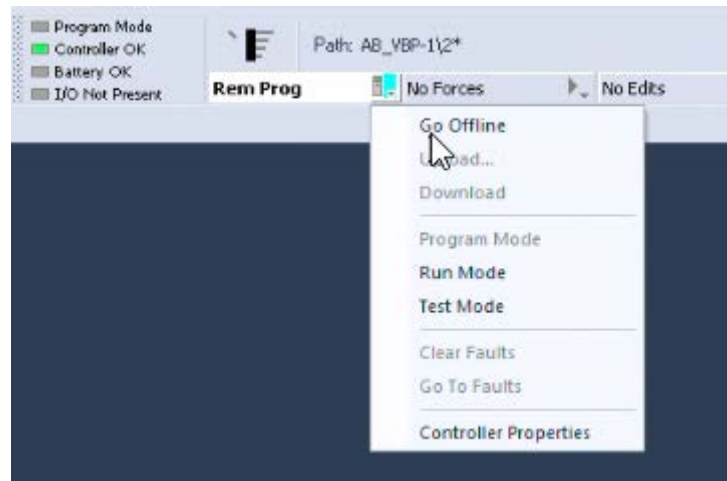 Program Mode
Controller OK
Battery OK
I/O Not Present
Path: AB_VBP-1\2*
Rem Prog
No Forces
No Edits
Go Offline
Upload...
Download
Program Mode
Run Mode
Test Mode
Clear Faults
Go To Faults
Controller Properties